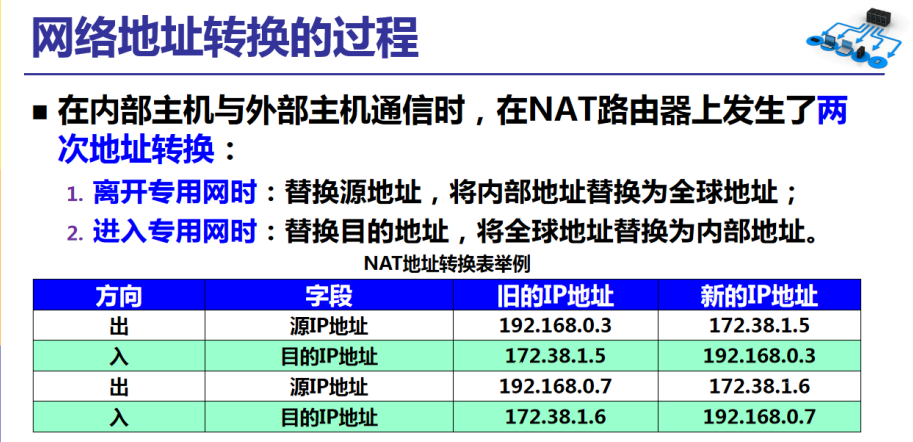 网络地址转换的过程
■ 在内部主机与外部主机通信时，在NAT路由器上发生了两
次地址转换：
1. 离开专用网时：替换源地址，将内部地址替换为全球地址；
2. 进入专用网时：替换目的地址，将全球地址替换为内部地址。
NAT地址转换表举例
方向 字段 旧的IP地址 新的IP地址
出 源IP地址 192.168.0.3 172.38.1.5
入 目的IP地址 172.38.1.5 192.168.0.3
出 源IP地址 192.168.0.7 172.38.1.6
入 目的IP地址 172.38.1.6 192.168.0.7